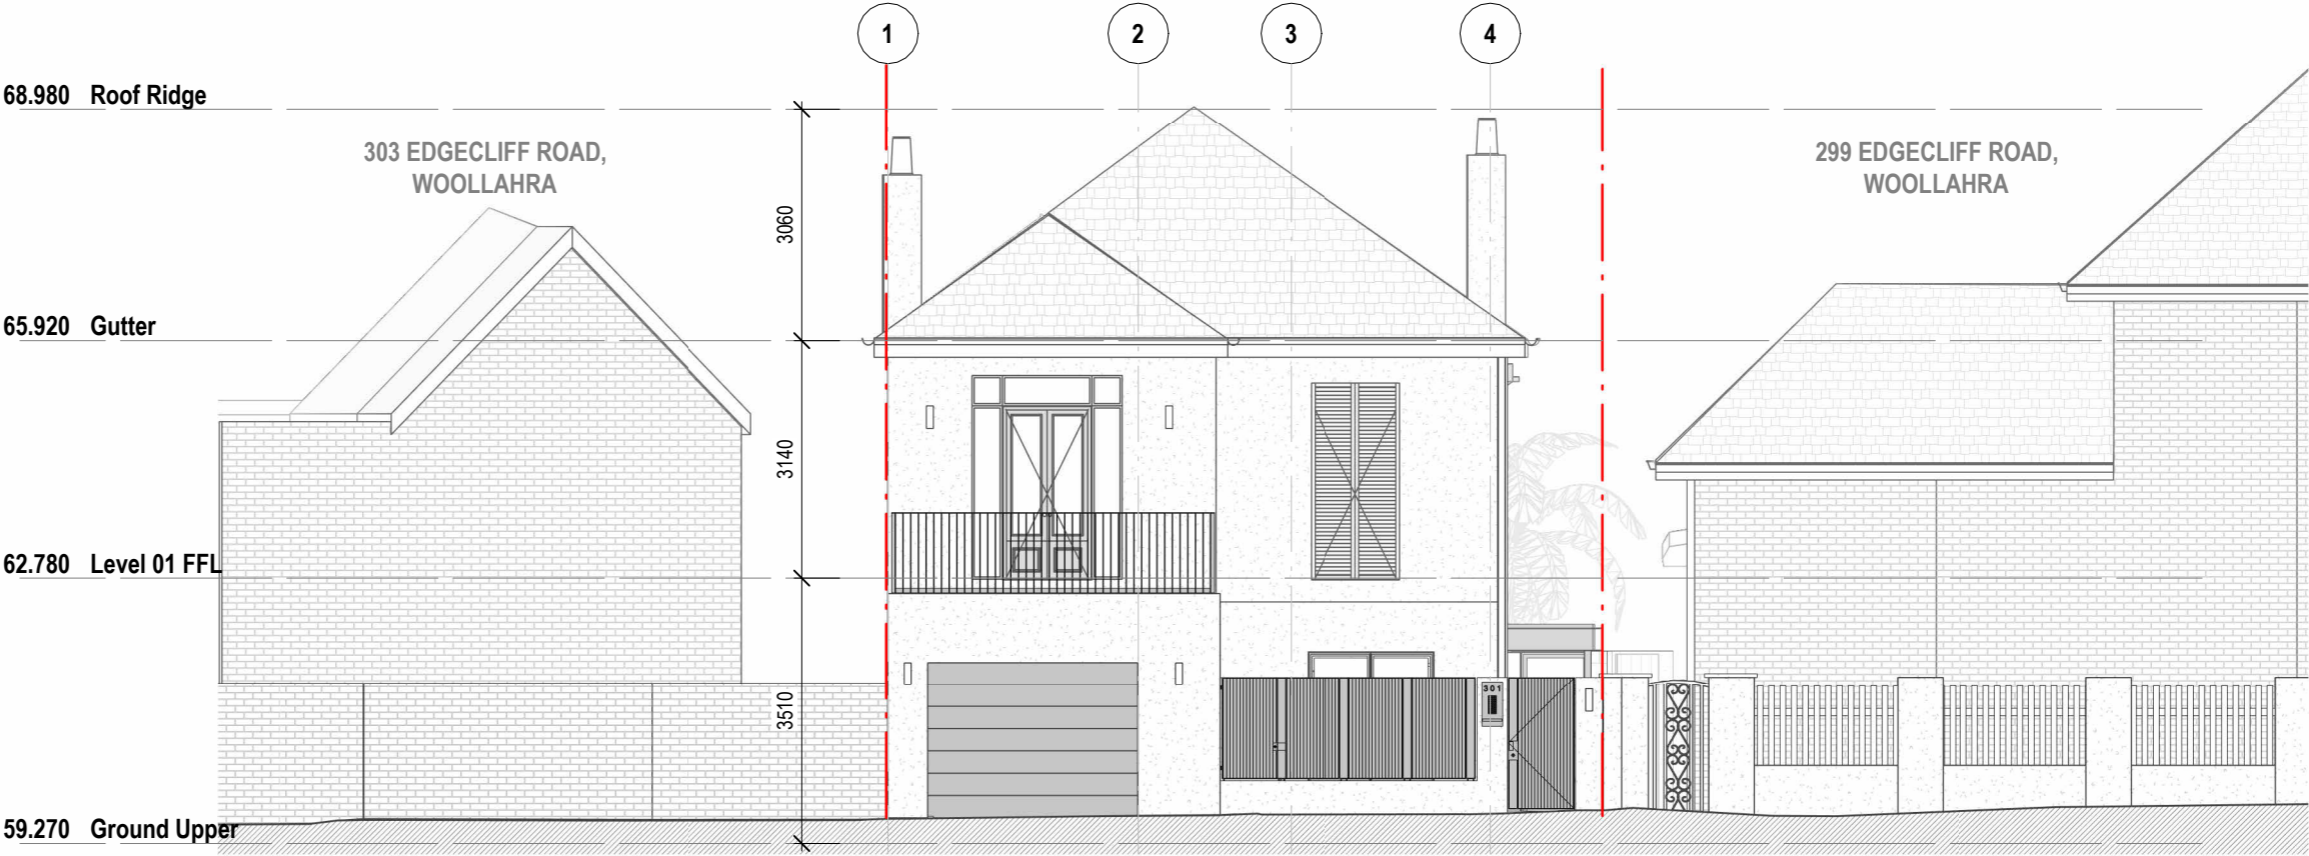 1
2
3
4
68.980 Roof Ridge
303 EDGECLIFF ROAD,
WOOLLAHRA
299 EDGECLIFF ROAD,
WOOLLAHRA
3060
65.920 Gutter
3140
62.780 Level 01 FFL
301
3510
59.270 Ground Upper